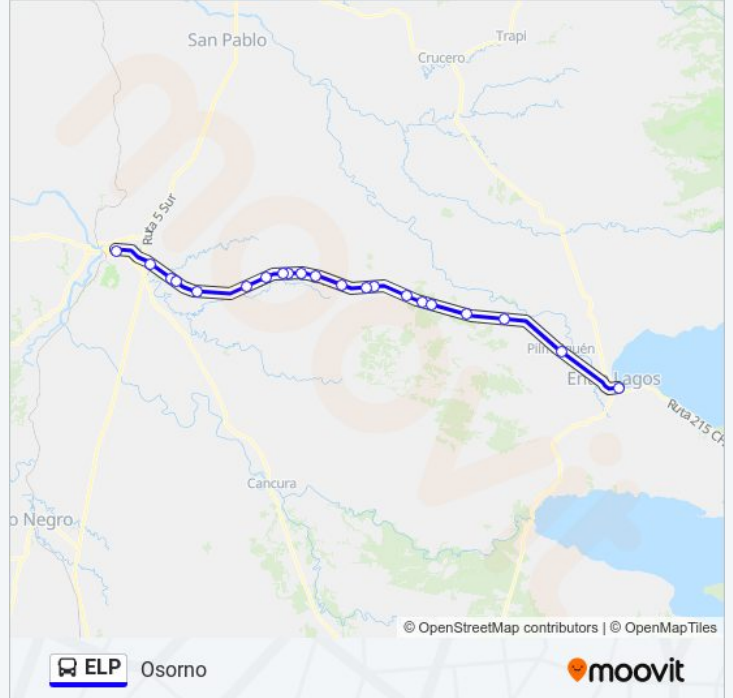 San Pablo
Trapi
Crucero
Ruta 5 Sur
Pilmaiquén
Entre Lagos
Ruta 215 CH
Cancura
o Negro
moovit
© OpenStreetMap contributors | © OpenMapTiles
ELP Osorno
moovit